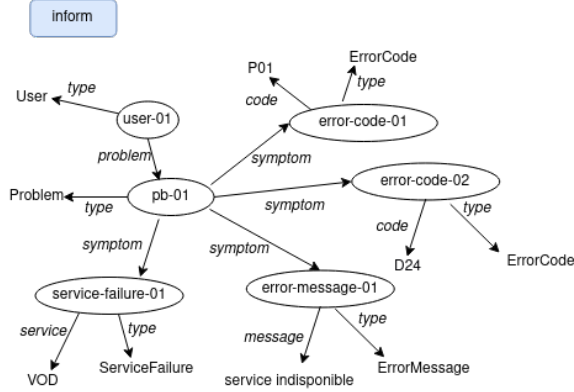 inform
ErrorCode
P01
type
type
User
code
user-01
error-code-01
problem
symptom
error-code-02
Problem
type
pb-01
symptom
code
type
symptom
symptom
D24
ErrorCode
error-message-01
service-failure-01
service
type
message
type
VOD
ServiceFailure
service indisponible
ErrorMessage